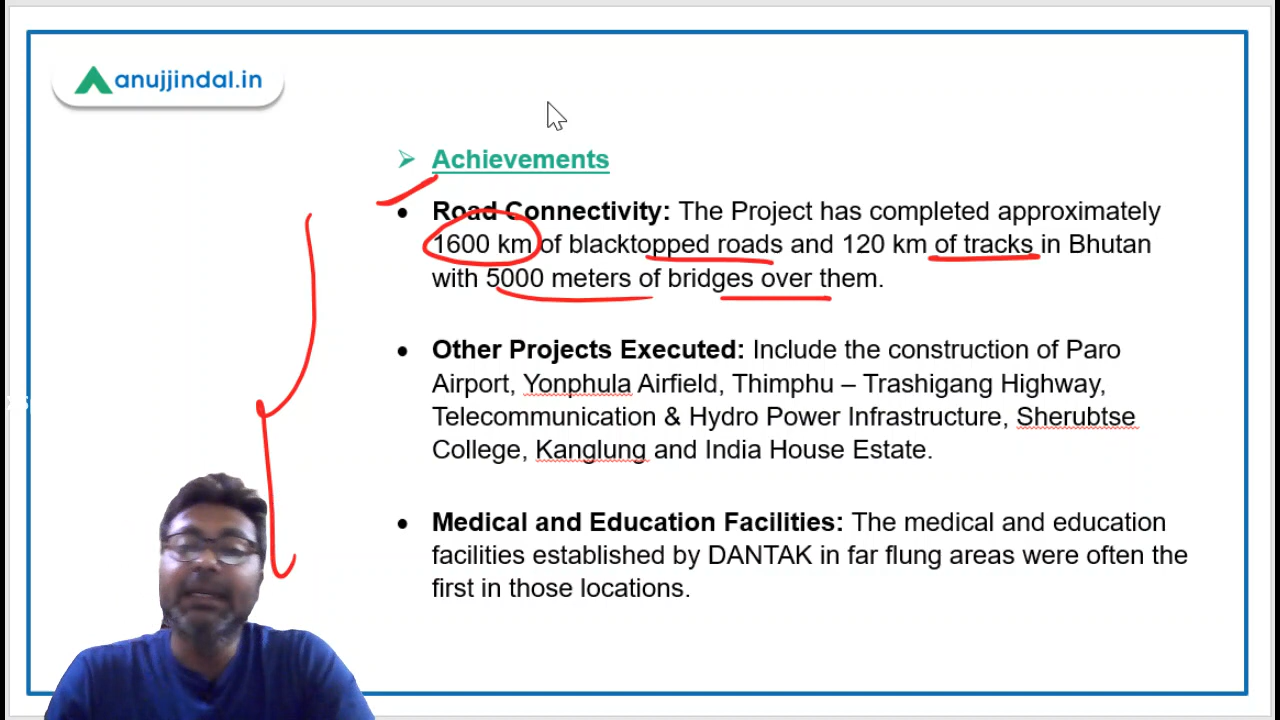 anujjindal.in
➢ Achievements
• Road Connectivity: The Project has completed approximately
1600 km of blacktopped roads and 120 km of tracks in Bhutan
with 5000 meters of bridges over them.
• Other Projects Executed: Include the construction of Paro
Airport, Yonphula Airfield, Thimphu – Trashigang Highway,
Telecommunication & Hydro Power Infrastructure, Sherubtse
College, Kanglung and India House Estate.
• Medical and Education Facilities: The medical and education
facilities established by DANTAK in far flung areas were often the
first in those locations.